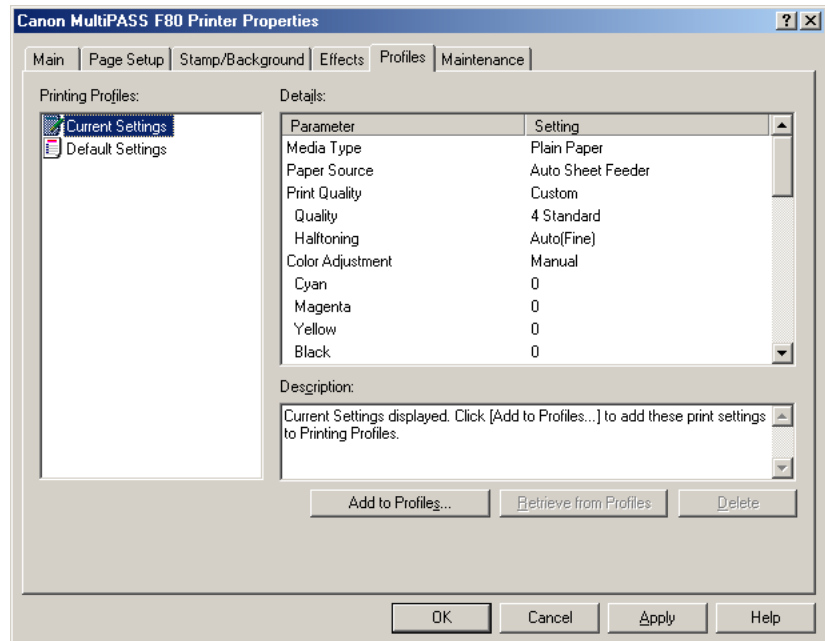 Canon MultiPASS F80 Printer Properties
Main Page Setup Stamp/Background Effects Profiles Maintenance
Printing Profiles:
Current Settings
Default Settings
Details:
Parameter Setting
Media Type Plain Paper
Paper Source Auto Sheet Feeder
Print Quality Custom
Quality 4 Standard
Halftoning Auto(Fine)
Color Adjustment Manual
Cyan 0
Magenta 0
Yellow 0
Black 0
Description:
Current Settings displayed. Click [Add to Profiles...] to add these print settings
to Printing Profiles.
Add to Profiles... Retrieve from Profiles Delete
OK Cancel Apply Help